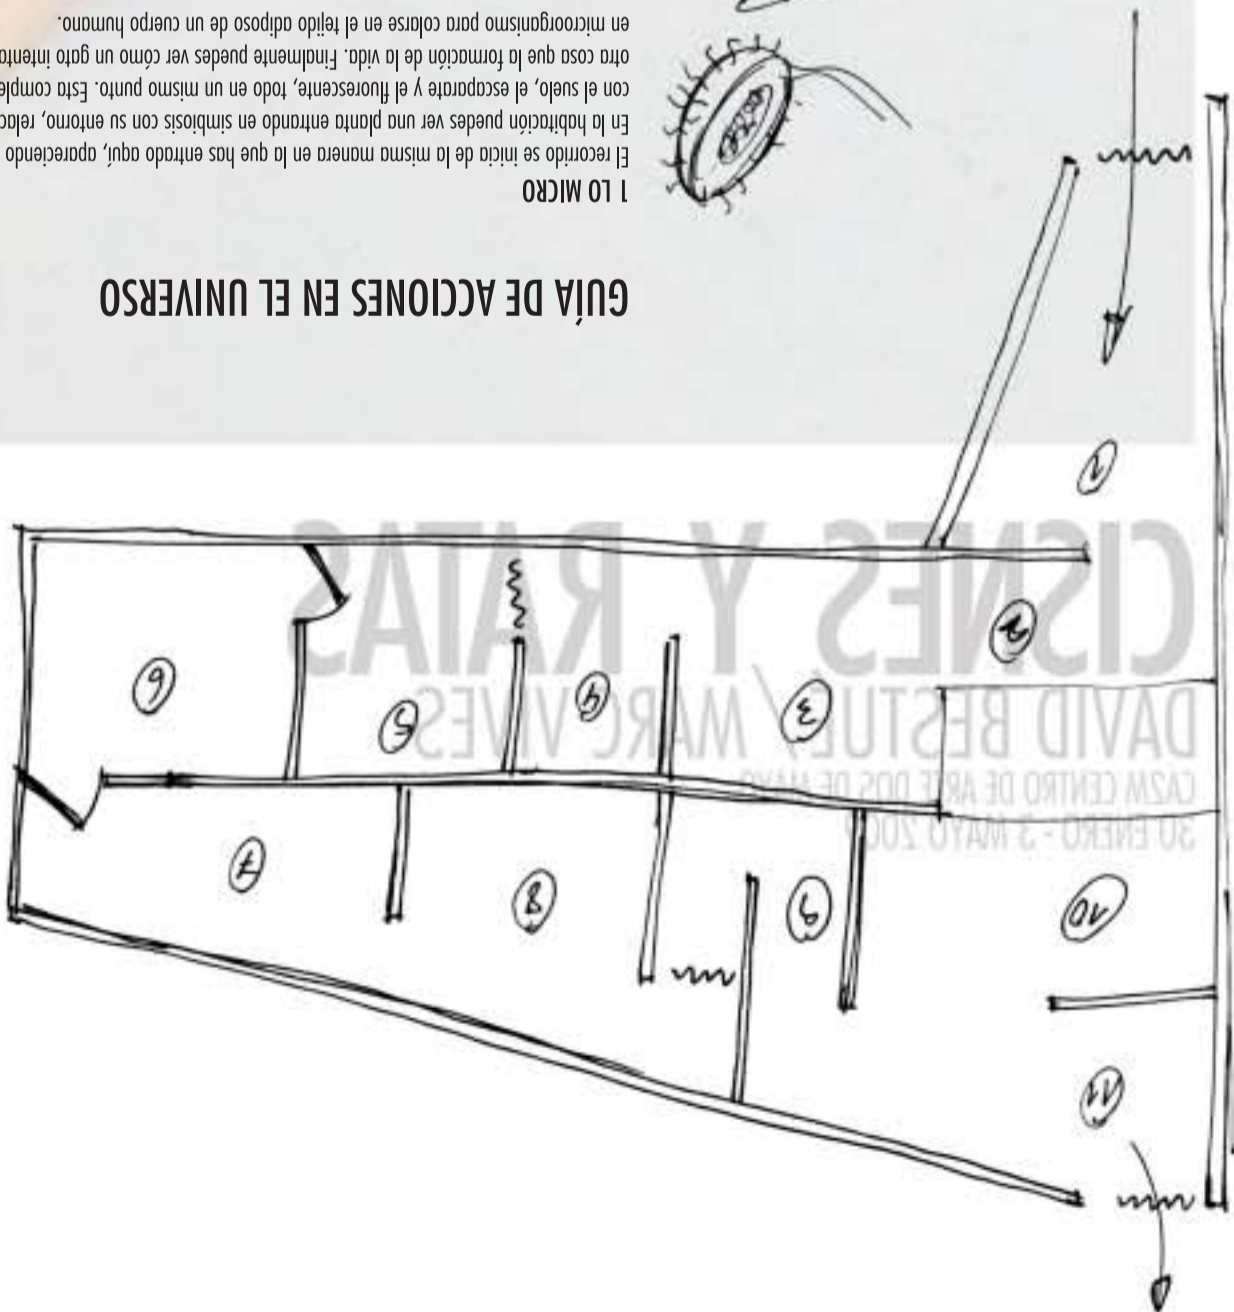 30 ENERO - 3 MAYO 2009
CA2M CENTRO DE ARTE DOS DE MAYO
DAVID BESTUÉ / MARC VIVES
CISNES Y RATAS
11
10
9
8
7
6
5
4
3
2
1
GUÍA DE ACCIONES EN EL UNIVERSO
1 LO MICRO
El recorrido se inicia de la misma manera en la que has entrado aquí, apareciendo
En la habitación puedes ver una planta entrando en simbiosis con su entorno, relac
con el suelo, el escaparate y el fluorescente, todo en un mismo punto. Esta comple
otra cosa que la formación de la vida. Finalmente puedes ver cómo un gato intenta
en microorganismo para colarse en el tejido adiposo de un cuerpo humano.